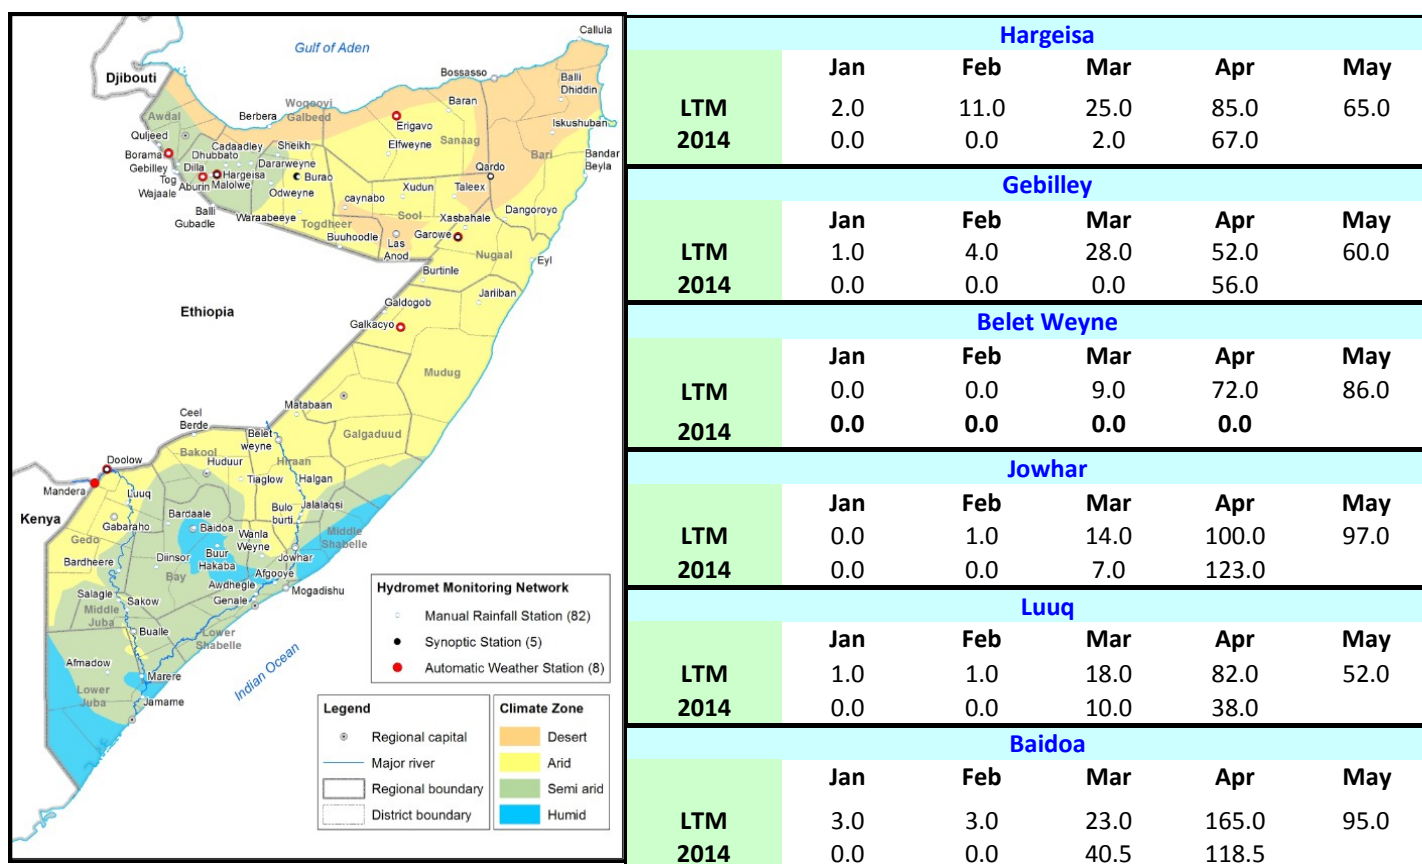 Callula
Gulf of Aden
Djibouti
Bossasso
Balli
Dhiddin
Woqooyi
Galbeed
Baran
Awdal
Berbera
Erigavo
Iskushuban
Quljeed
Cadaadley
Sheikh
Elfweyne
Sanaag
Bari
Borama
Dhubbato
Bandar
Beyla
Gebilley
Dilla
Dararweyne
Qardo
Tog
Wajaale
Aburin
Hargeisa
Malolwe
Burao
Odweyne
Xudun
Taleex
Balli
Gubadle
Waraabeeye
caynabo
Togdheer
Sool
Xasbahale
Dangoroyo
Buuhoodle
Las
Anod
Garowe
Nugaal
Eyl
Burtinle
Jariiban
Galdogob
Ethiopia
Galkacyo
Mudug
Matabaan
Ceel
Berde
Belet
weyne
Galgaduud
Bakool
Doolow
Huduur
Hiraan
Mandera
Tiaglow
Halgan
Luuq
Kenya
Bulo
burti
Jalalaqsi
Gabaraho
Bardaale
Baidoa
Middle
Shabelle
Gedo
Wanla
Weyne
Buur
Hakaba
Jowhar
Bardheere
Diinsor
Bay
Afgooye
Awdhegle
Mogadishu
Salagle
Sakow
Genale
Middle
Juba
Bualle
Lower
Shabelle
Afmadow
Indian Ocean
Marere
Lower
Juba
Jamame
Hydromet Monitoring Network
Manual Rainfall Station (82)
Synoptic Station (5)
Automatic Weather Station (8)
Legend
Regional capital
Major river
Regional boundary
District boundary
Climate Zone
Desert
Arid
Semi arid
Humid
Hargeisa
Jan Feb Mar Apr May
LTM 2.0 11.0 25.0 85.0 65.0
2014 0.0 0.0 2.0 67.0
Gebilley
Jan Feb Mar Apr May
LTM 1.0 4.0 28.0 52.0 60.0
2014 0.0 0.0 0.0 56.0
Belet Weyne
Jan Feb Mar Apr May
LTM 0.0 0.0 9.0 72.0 86.0
2014 0.0 0.0 0.0 0.0
Jowhar
Jan Feb Mar Apr May
LTM 0.0 1.0 14.0 100.0 97.0
2014 0.0 0.0 7.0 123.0
Luuq
Jan Feb Mar Apr May
LTM 1.0 1.0 18.0 82.0 52.0
2014 0.0 0.0 10.0 38.0
Baidoa
Jan Feb Mar Apr May
LTM 3.0 3.0 23.0 165.0 95.0
2014 0.0 0.0 40.5 118.5